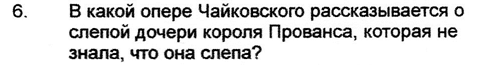 6. В какой опере Чайковского рассказывается о
слепой дочери короля Прованса, которая не
знала, что она слепа?